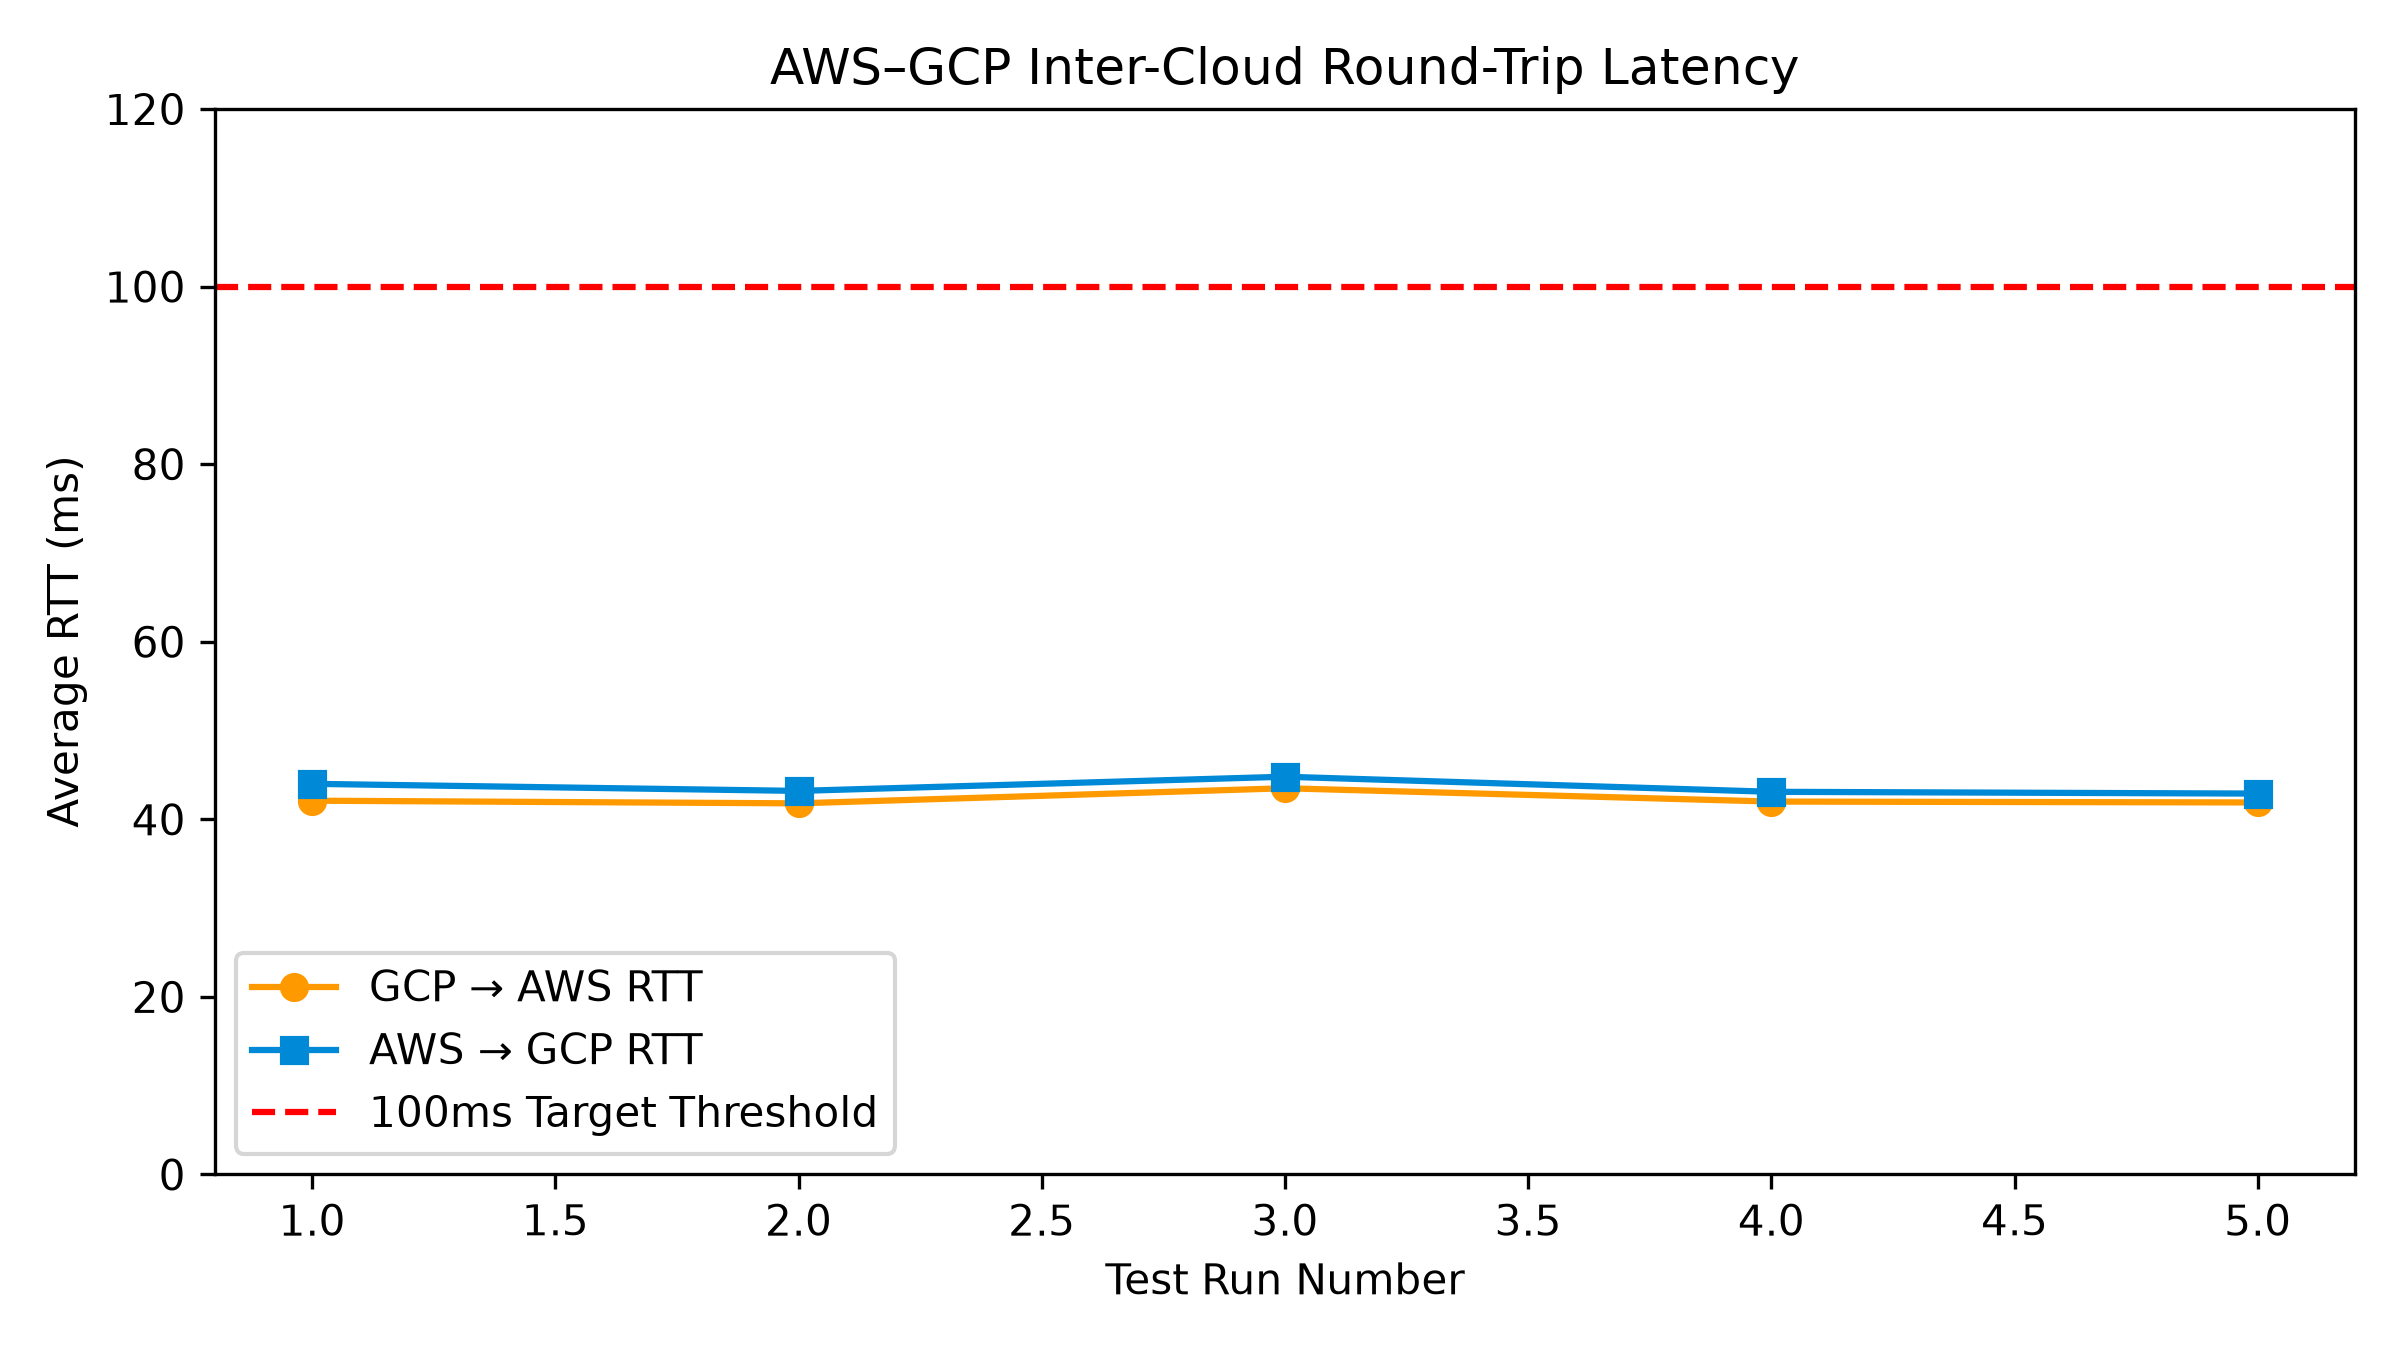 AWS–GCP Inter-Cloud Round-Trip Latency
120
100
80
60
40
20
0
Average RTT (ms)
GCP → AWS RTT
AWS → GCP RTT
100ms Target Threshold
1.0 1.5 2.0 2.5 3.0 3.5 4.0 4.5 5.0
Test Run Number